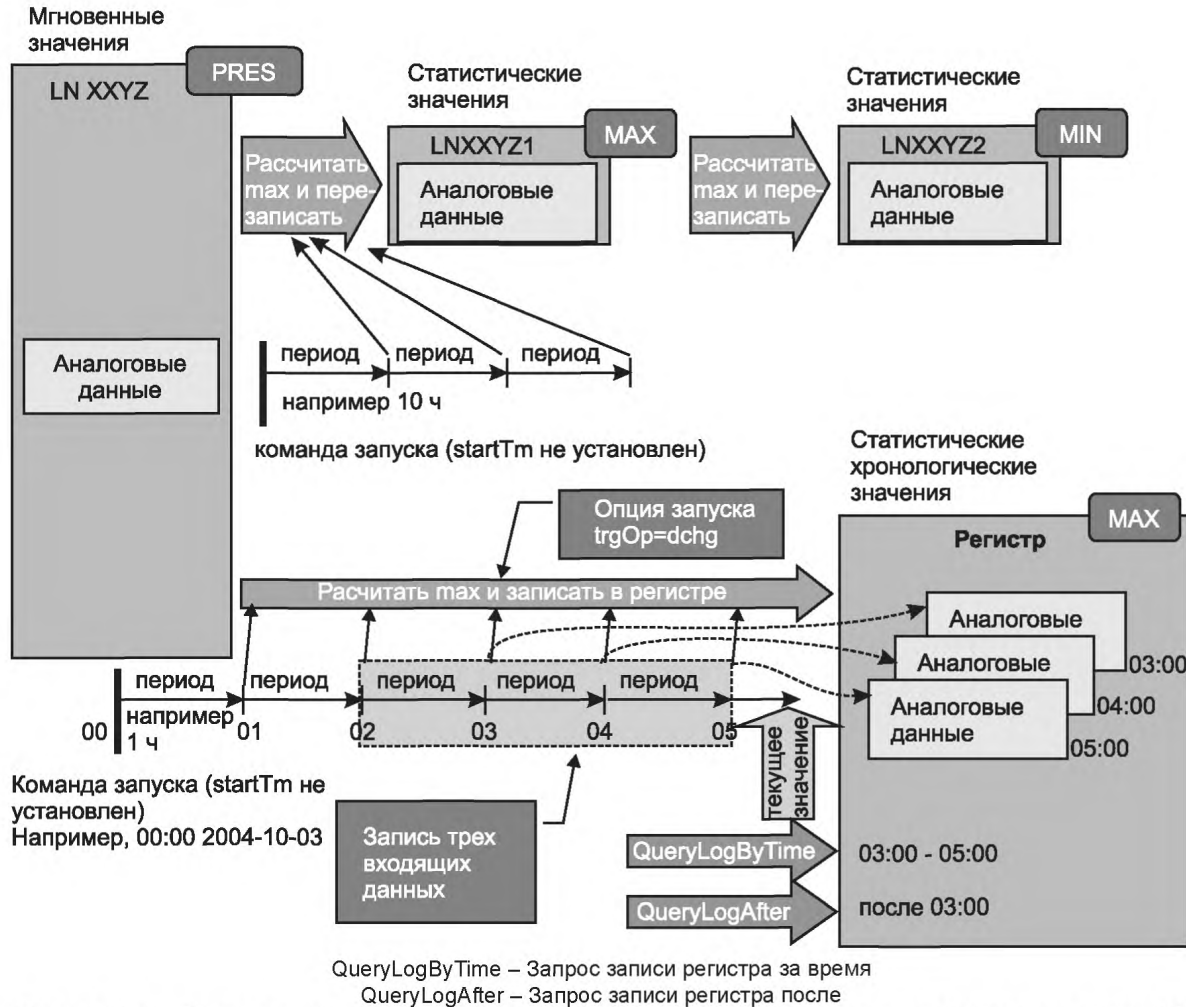 Мгновенные
значения
PRES
LN XXYZ
Статистические
значения
MAX
LNXXYZ1
Аналоговые
данные
Рассчитать
max и пере-
записать
Статистические
значения
MIN
LNXXYZ2
Аналоговые
данные
Рассчитать
max и пере-
записать
Аналоговые
данные
период
период
период
например 10 ч
команда запуска (startTm не установлен)
Статистические
хронологические
значения
MAX
Регистр
Опция запуска
trgOp=dchg
Расчитать max и записать в регистре
Аналоговые
03:00
Аналоговые
04:00
Аналоговые
данные
05:00
период
период
период
период
период
00
например
1 ч
01
02
03
04
05
текущее
значение
Команда запуска (startTm не
установлен)
Например, 00:00 2004-10-03
Запись трех
входящих
данных
QueryLogByTime
03:00 - 05:00
QueryLogAfter
после 03:00
QueryLogByTime – Запрос записи регистра за время
QueryLogAfter – Запрос записи регистра после